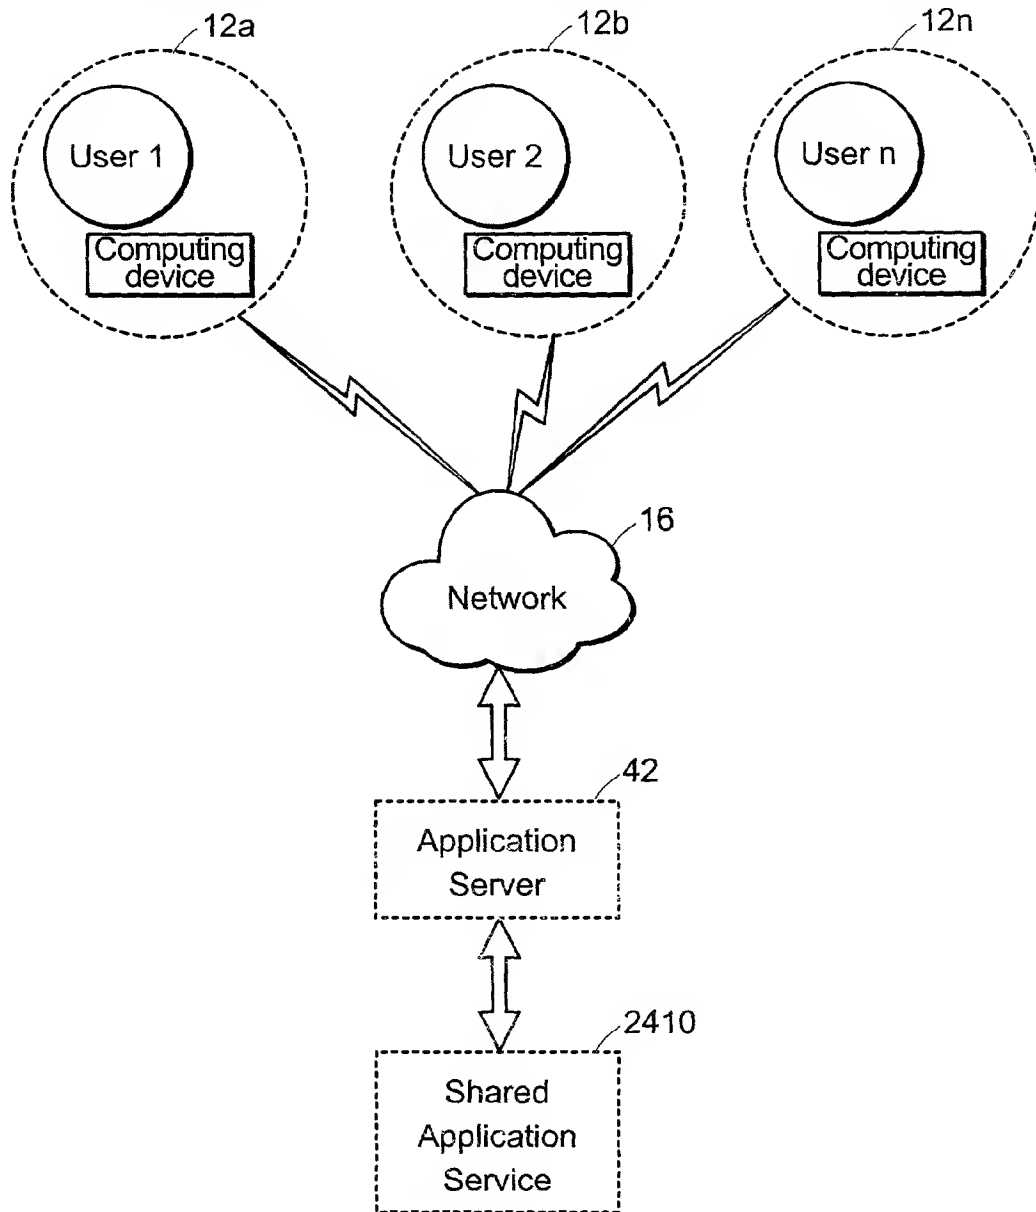 12a
12b
12n
User 1
User 2
User n
Computing
device
Computing
device
Computing
device
16
Network
42
Application
Server
2410
Shared
Application
Service